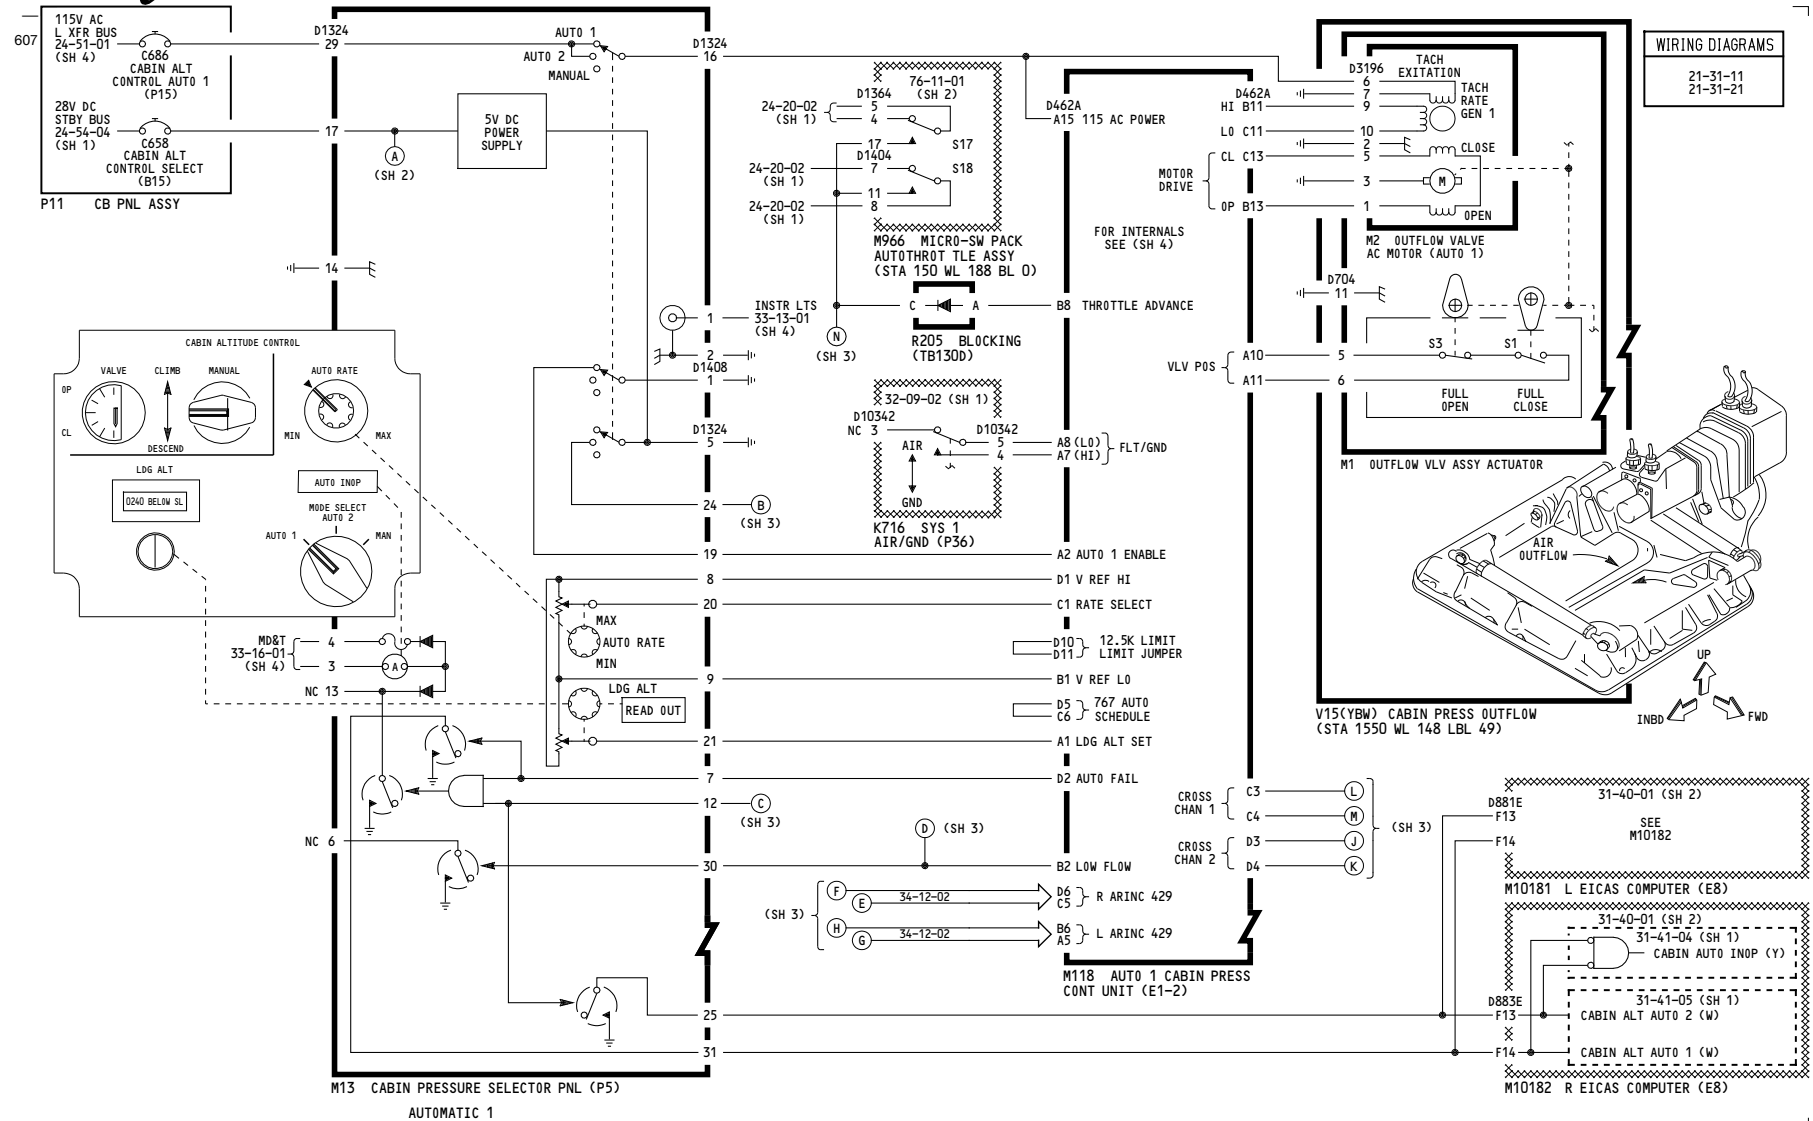 607
115V AC
L XFR BUS
24-51-01
(SH 4)
C686
CABIN ALT
CONTROL AUTO 1
(P15)
28V DC
STBY BUS
24-54-04
(SH 1)
C658
CABIN ALT
CONTROL SELECT
(B15)
P11 CB PNL ASSY
D1324
29
17
A
(SH 2)
5V DC
POWER
SUPPLY
14
AUTO 1
AUTO 2
MANUAL
D1324
16
INSTR LTS
1 33-13-01
(SH 4)
2
D1408
1
D1324
5
24 B
(SH 3)
19
8
20
9
21
7
12 C
(SH 3)
30
25
31
CABIN ALTITUDE CONTROL
VALVE CLIMB MANUAL
OP
CL
DESCEND
AUTO RATE
MIN MAX
LDG ALT
0240 BELOW SL
AUTO INOP
MODE SELECT
AUTO 2
AUTO 1 MAN
MD&T
33-16-01
(SH 4)
4
3 A
NC 13
NC 6
MAX
AUTO RATE
MIN
LDG ALT
READ OUT
M13 CABIN PRESSURE SELECTOR PNL (P5)
AUTOMATIC 1
76-11-01
(SH 2)
D1364
24-20-02
(SH 1)
5
4
17
S17
D1404
24-20-02
(SH 1)
7
S18
11
24-20-02
(SH 1)
8
M966 MICRO-SW PACK
AUTOTHROT TLE ASSY
(STA 150 WL 188 BL 0)
C A
R205 BLOCKING
(TB130D)
N
(SH 3)
32-09-02 (SH 1)
D10342
NC 3
D10342
5
4
AIR
GND
K716 SYS 1
AIR/GND (P36)
D462A
A15 115 AC POWER
FOR INTERNALS
SEE (SH 4)
B8 THROTTLE ADVANCE
A8 (LO)
A7 (HI)
FLT/GND
A2 AUTO 1 ENABLE
D1 V REF HI
C1 RATE SELECT
D10
D11
12.5K LIMIT
LIMIT JUMPER
B1 V REF LO
D5
C6
767 AUTO
SCHEDULE
A1 LDG ALT SET
D2 AUTO FAIL
D (SH 3)
B2 LOW FLOW
(SH 3)
F
E
34-12-02
D6
C5
R ARINC 429
H
G
34-12-02
B6
A5
L ARINC 429
M118 AUTO 1 CABIN PRESS
CONT UNIT (E1-2)
D462A
HI B11
LO C11
CL C13
MOTOR
DRIVE
OP B13
VLV POS
A10
A11
CROSS
CHAN 1
C3 L
C4 M
CROSS
CHAN 2
D3 J
D4 K
(SH 3)
TACH
EXITATION
D3196
6
7
9
10
2
5
3
1
TACH
RATE
GEN 1
CLOSE
M
OPEN
M2 OUTFLOW VALVE
AC MOTOR (AUTO 1)
D704
11
5
6
S3 S1
FULL
OPEN
FULL
CLOSE
M1 OUTFLOW VLV ASSY ACTUATOR
V15(YBW) CABIN PRESS OUTFLOW
(STA 1550 WL 148 LBL 49)
WIRING DIAGRAMS
21-31-11
21-31-21
AIR
OUTFLOW
UP
INBD FWD
31-40-01 (SH 2)
D881E
F13
SEE
M10182
F14
M10181 L EICAS COMPUTER (E8)
31-40-01 (SH 2)
31-41-04 (SH 1)
CABIN AUTO INOP (Y)
31-41-05 (SH 1)
D883E
F13 CABIN ALT AUTO 2 (W)
F14 CABIN ALT AUTO 1 (W)
M10182 R EICAS COMPUTER (E8)